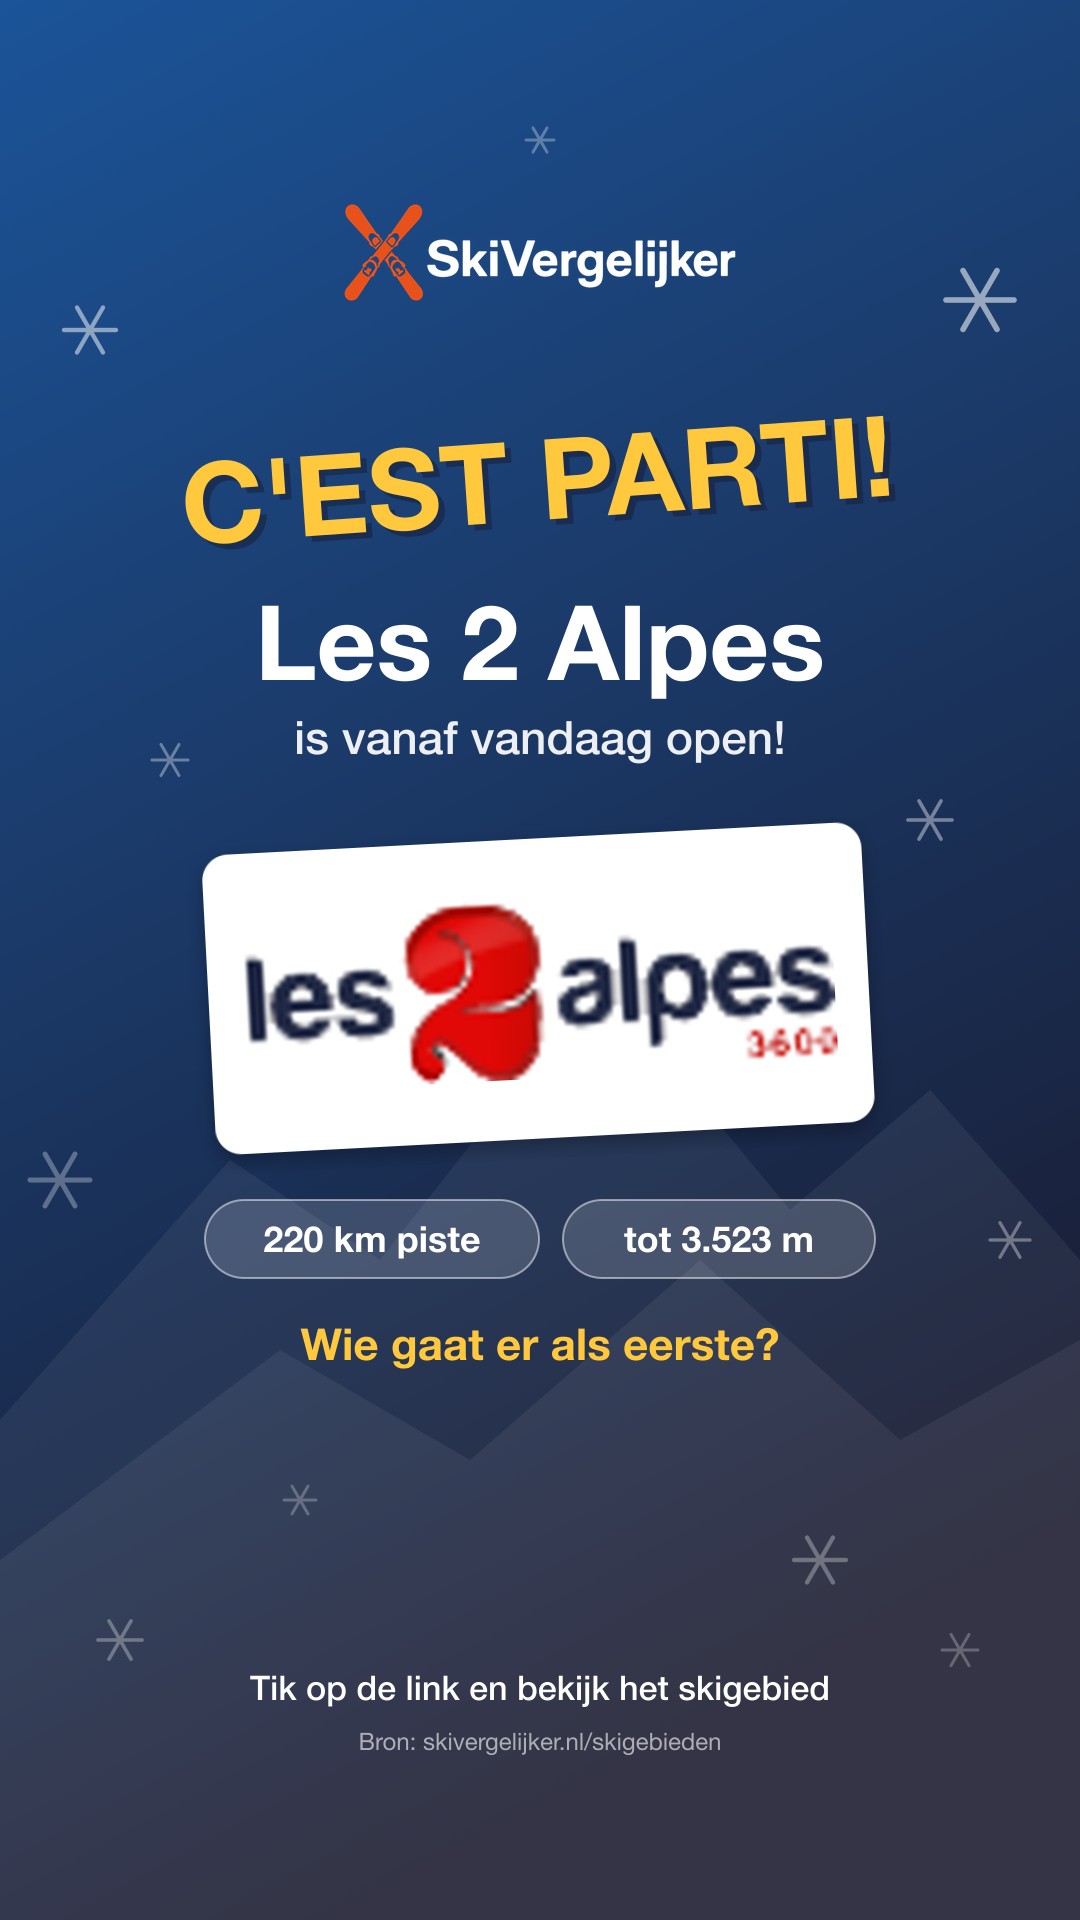 SkiVergelijker
C'EST PARTI!
Les 2 Alpes
is vanaf vandaag open!
les 2 alpes
3600
220 km piste
tot 3.523 m
Wie gaat er als eerste?
Tik op de link en bekijk het skigebied
Bron: skivergelijker.nl/skigebieden